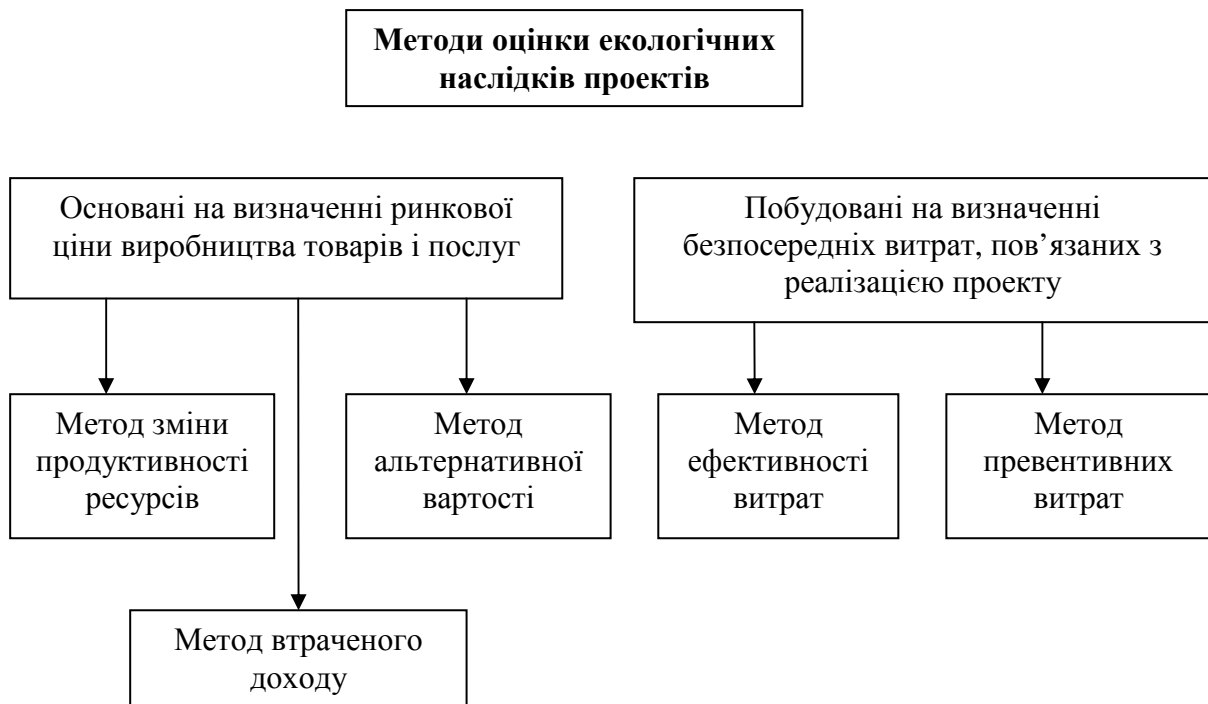 Методи оцінки екологічних
наслідків проектів
Основані на визначенні ринкової
ціни виробництва товарів і послуг
Побудовані на визначенні
безпосередніх витрат, пов’язаних з
реалізацією проекту
Метод зміни
продуктивності
ресурсів
Метод
альтернативної
вартості
Метод
ефективності
витрат
Метод
превентивних
витрат
Метод втраченого
доходу